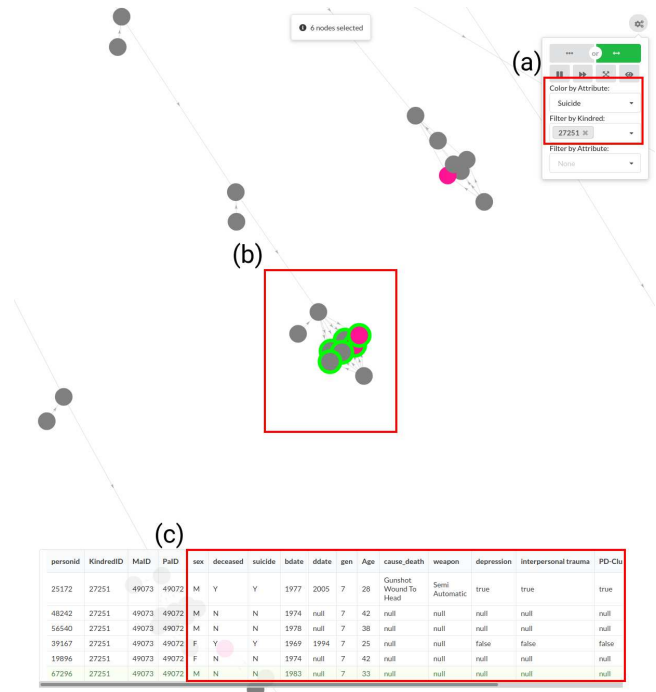 6 nodes selected
(a)
or
Color by Attribute:
Suicide
Filter by Kindred:
27251
Filter by Attribute:
None
(b)
(c)
personid KindredID MaID PaID sex deceased suicide bdate ddate gen Age cause_death weapon depression interpersonal trauma PD-Clu
25172 27251 49073 49072 M Y Y 1977 2005 7 28 Gunshot Wound To Head Semi Automatic true true true
48242 27251 49073 49072 M N N 1974 null 7 42 null null null null null
56540 27251 49073 49072 M N N 1978 null 7 38 null null null null null
39167 27251 49073 49072 F Y Y 1969 1994 7 25 null null false false false
19896 27251 49073 49072 F N N 1974 null 7 42 null null null null null
67296 27251 49073 49072 M N N 1983 null 7 33 null null null null null